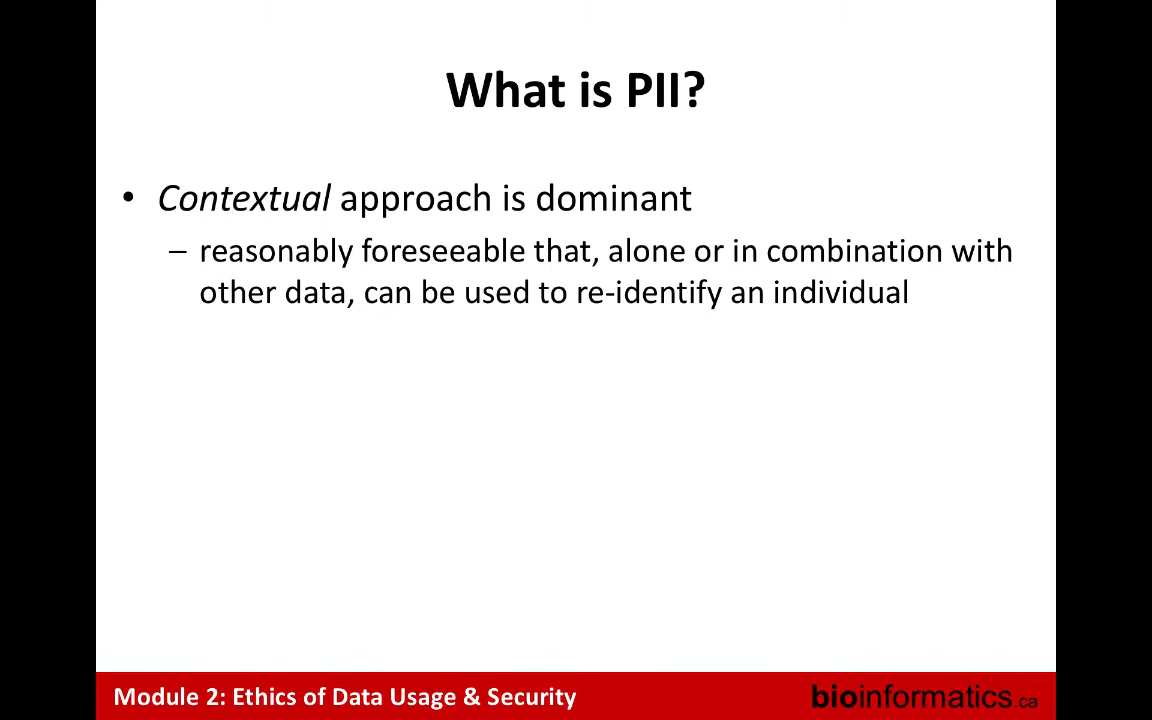 What is PII?
• Contextual approach is dominant
– reasonably foreseeable that, alone or in combination with
other data, can be used to re-identify an individual
Module 2: Ethics of Data Usage & Security
bioinformatics.ca